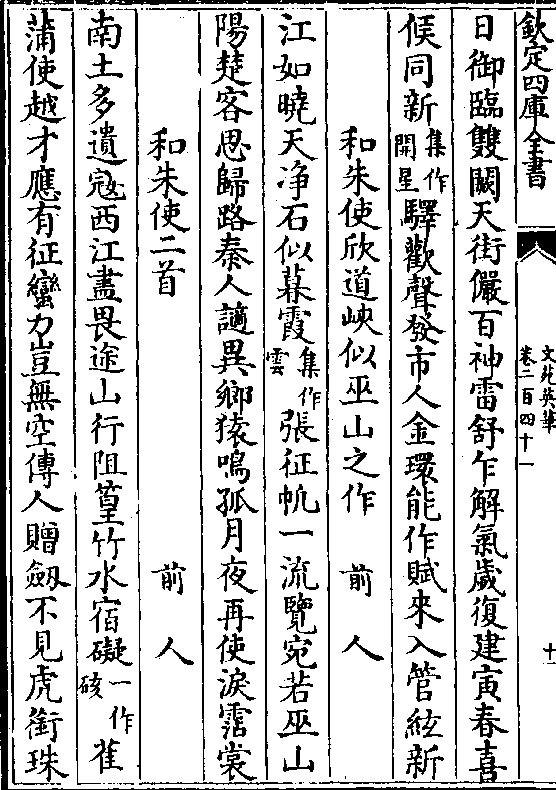 欽定四庫全書
文苑英華
卷二百四十一
十一
日御臨雙闕天街儼百神雷舒乍解氣歲復建寅春喜
候同新集作開星驛歡聲發市人金環能作賦來入管絃新
和朱使欣道峽似巫山之作 前人
江如曉天净石似暮霞集作雲張征帆一流覽宛若巫山
陽楚客思歸路秦人謫異鄉猿鳴孤月夜再使淚霑裳
和朱使二首 前人
南土多遺寇西江盡畏途山行阻篁竹水宿礙一作硋萑
蒲使越才應有征蠻力豈無空傳人贈劔不見虎銜珠